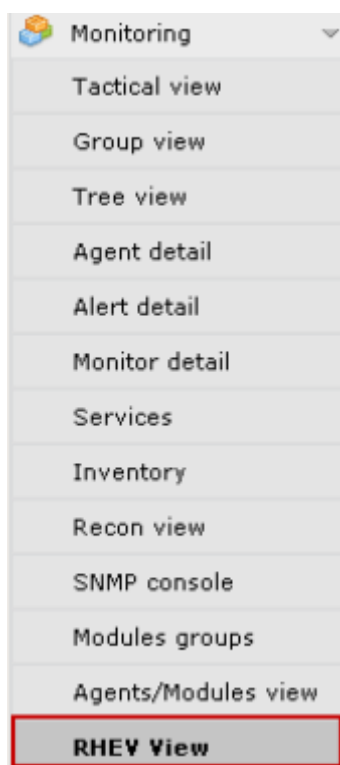 Monitoring
Tactical view
Group view
Tree view
Agent detail
Alert detail
Monitor detail
Services
Inventory
Recon view
SNMP console
Modules groups
Agents/Modules view
RHEV View